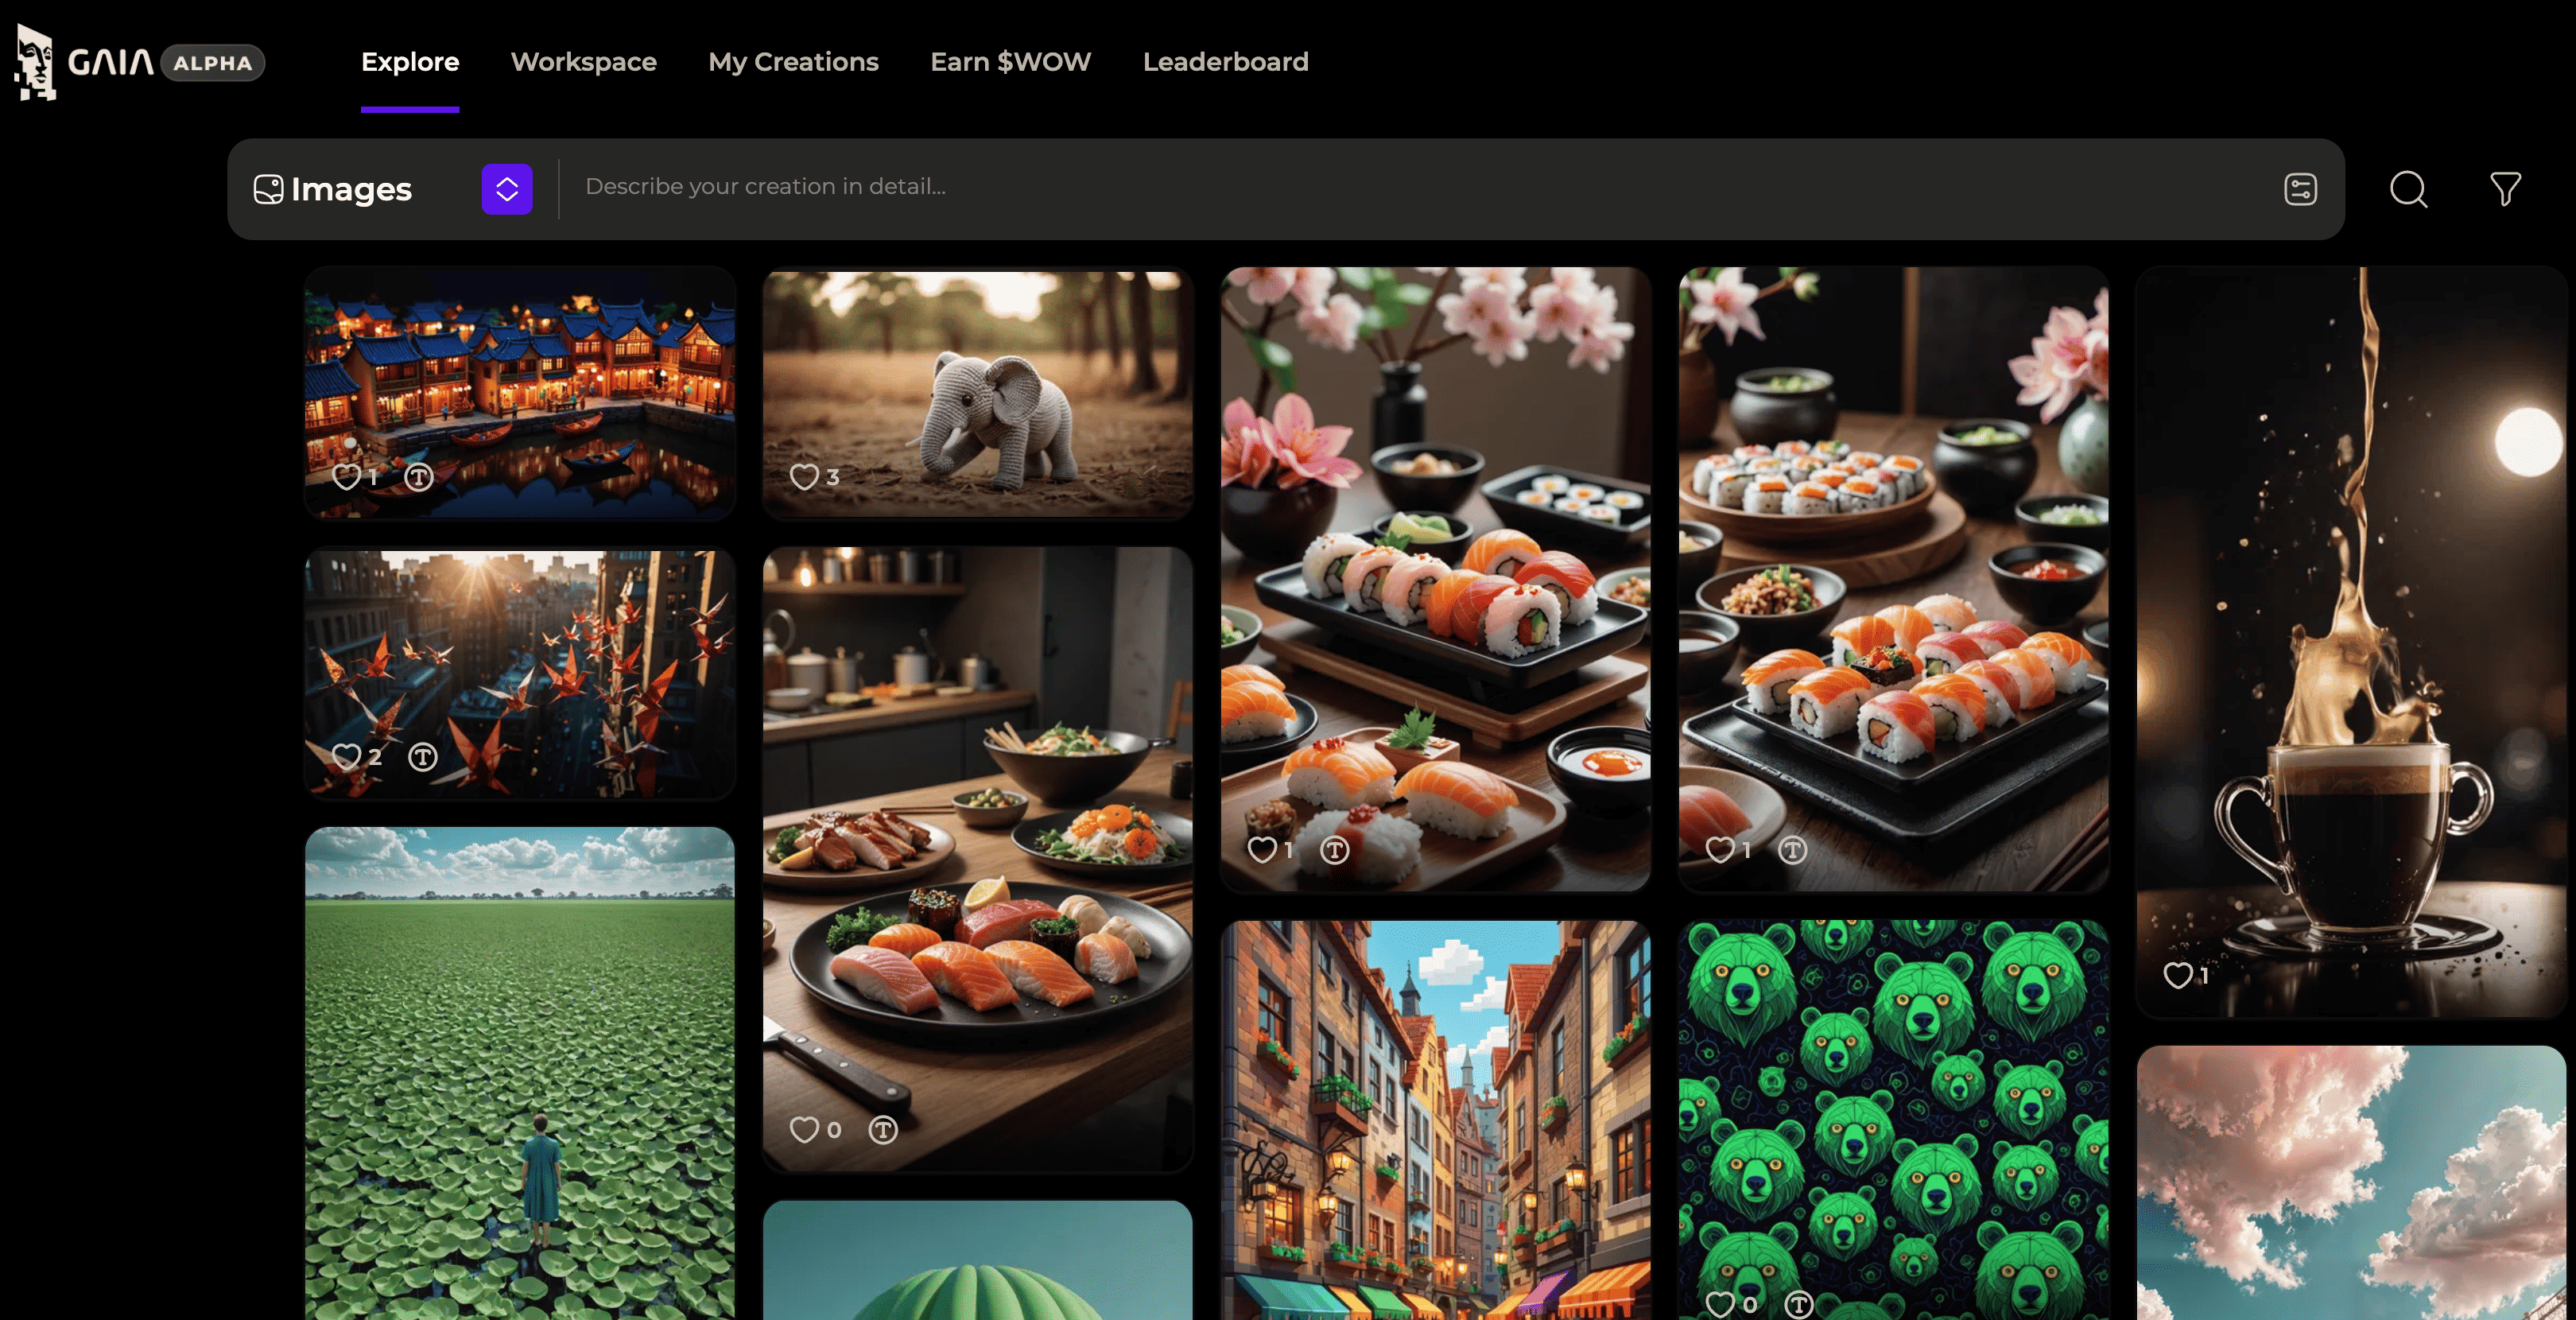 GAIA ALPHA
Explore
Workspace
My Creations
Earn $WOW
Leaderboard
Images
Describe your creation in detail...
1
3
2
1
1
1
0
0